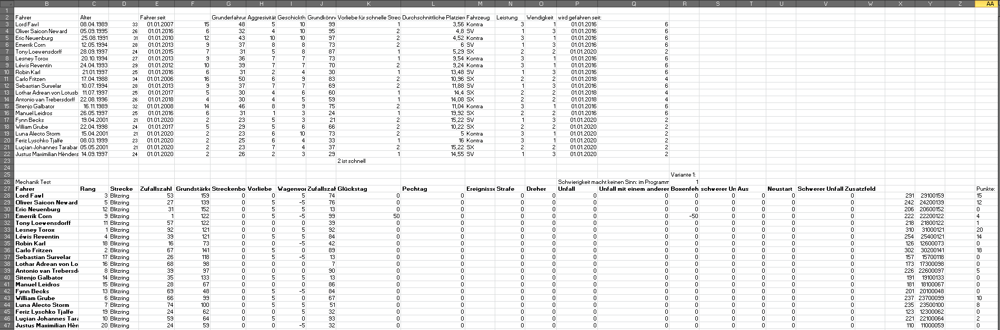 B C D E F G H I J K L M N O P Q R S T U V W X Y Z AA
1
2 Fahrer Alter Fahrer seit Grunderfahrur Aggresivität Geschickth Grundkönne Vorliebe für schnelle Strec Durchschnittliche Platzier Fahrzeug Leistung Wendigkeit wird gefahren seit:
3 Lord Fawl 08.04.1989 33 01.01.2007 15 48 5 10 99 1 3,56 Kontra 3 1 01.01.2016 6
4 Oliver Saicon Neward 05.09.1995 26 01.01.2016 6 32 4 10 95 2 4,8 SV 1 3 01.01.2016 6
5 Eric Neuenburg 25.08.1991 31 01.01.2010 12 43 10 10 97 2 4,52 Kontra 3 1 01.01.2016 6
6 Emerrik Corn 12.05.1994 28 01.01.2013 9 37 8 8 73 2 6 SV 1 3 01.01.2016 6
7 Tony Loewensdorff 28.09.1997 24 01.01.2015 7 31 5 8 87 1 5,29 SX 2 2 01.01.2020 2
8 Lesney Torox 20.10.1994 27 01.01.2013 9 36 7 7 73 1 9,54 Kontra 3 1 01.01.2016 6
9 Léwis Reventin 24.04.1993 29 01.01.2012 10 39 7 7 70 2 9,24 Kontra 3 1 01.01.2016 6
10 Robin Karl 21.01.1997 25 01.01.2016 6 31 2 4 30 1 13,48 SV 1 3 01.01.2016 6
11 Carlo Fritzen 17.04.1988 34 01.01.2006 16 50 6 9 83 2 10,96 SX 2 2 01.01.2018 4
12 Sebastian Survelar 10.07.1994 28 01.01.2013 9 37 7 7 69 2 11,88 SV 1 3 01.01.2016 6
13 Lothar Adrean von Lotusb 11.07.1997 25 01.01.2017 5 30 4 6 60 1 14,4 SX 2 2 01.01.2018 4
14 Antonio van Trebersdorff 22.08.1996 26 01.01.2018 4 30 4 5 59 1 14,08 SX 2 2 01.01.2018 4
15 Sitenjo Galbator 16.11.1989 32 01.01.2008 14 46 8 9 75 2 11,04 Kontra 3 1 01.01.2016 6
16 Manuel Leidros 26.05.1997 25 01.01.2016 6 31 1 3 24 1 19,92 SX 2 2 01.01.2016 6
17 Fynn Becks 19.04.2001 21 01.01.2020 2 23 5 3 21 2 15,22 SV 1 3 01.01.2020 2
18 William Grube 22.04.1998 24 01.01.2017 5 29 5 6 66 2 10,22 SX 2 2 01.01.2020 2
19 Luna Alecto Storm 15.04.2001 21 01.01.2020 2 23 6 10 73 2 5 Kontra 3 1 01.01.2020 2
20 Feriz Lyschko Tjalfe 08.03.1999 23 01.01.2020 2 25 6 4 33 1 16 Kontra 3 1 01.01.2020 2
21 Luçian Johannes Tarabar 05.05.2001 21 01.01.2020 2 23 7 4 37 2 15,22 SX 2 2 01.01.2020 2
22 Justus Maximilian Hènders 14.09.1997 24 01.01.2020 2 26 2 3 29 1 14,55 SV 1 3 01.01.2020 2
23 2 ist schnell
24
25 Variante 1:
26 Mechanik Test Schwierigkeit macht keinen Sinn: im Programm 1
27 Fahrer Rang Strecke Zufallszahl Grundstärke Streckenbo Vorliebe Wagenvor Zufallszah Glückstag Pechtag Ereigniss Strafe Dreher Unfall Unfall mit einem anderer Boxenfeh schwerer Un Aus Neustart Schwerer Unfall Zusatzfeld Punkte:
28 Lord Fawl 3 Blitzring 53 159 0 0 5 74 0 0 0 0 0 0 0 0 0 0 0 0 291 29100159 15
29 Oliver Saicon Neward 5 Blitzring 27 139 0 5 -5 76 0 0 0 0 0 0 0 0 0 0 0 0 242 24200139 12
30 Eric Neuenburg 12 Blitzring 31 152 0 5 5 13 0 0 0 0 0 0 0 0 0 0 0 0 206 20600152 0
31 Emerrik Corn 9 Blitzring 1 122 0 5 -5 99 50 0 0 0 0 0 0 -50 0 0 0 0 222 22200122 4
32 Tony Loewensdorff 11 Blitzring 57 122 0 0 0 39 0 0 0 0 0 0 0 0 0 0 0 0 218 21800122 1
33 Lesney Torox 1 Blitzring 92 121 0 0 5 92 0 0 0 0 0 0 0 0 0 0 0 0 310 31000121 20
34 Léwis Reventin 4 Blitzring 39 121 0 5 5 84 0 0 0 0 0 0 0 0 0 0 0 0 254 25400121 14
35 Robin Karl 18 Blitzring 16 73 0 0 -5 42 0 0 0 0 0 0 0 0 0 0 0 0 126 12600073 0
36 Carlo Fritzen 2 Blitzring 67 141 0 5 0 89 0 0 0 0 0 0 0 0 0 0 0 0 302 30200141 18
37 Sebastian Survelar 17 Blitzring 26 118 0 5 -5 13 0 0 0 0 0 0 0 0 0 0 0 0 157 15700118 0
38 Lothar Adrean von Lo 16 Blitzring 68 98 0 0 0 7 0 0 0 0 0 0 0 0 0 0 0 0 173 17300098 0
39 Antonio van Trebersd 8 Blitzring 39 97 0 0 0 90 0 0 0 0 0 0 0 0 0 0 0 0 226 22600097 5
40 Sitenjo Galbator 14 Blitzring 35 133 0 5 5 13 0 0 0 0 0 0 0 0 0 0 0 0 191 19100133 0
41 Manuel Leidros 15 Blitzring 28 67 0 0 0 86 0 0 0 0 0 0 0 0 0 0 0 0 181 18100067 0
42 Fynn Becks 13 Blitzring 69 48 0 5 -5 84 0 0 0 0 0 0 0 0 0 0 0 0 201 20100048 0
43 William Grube 6 Blitzring 66 99 0 5 0 67 0 0 0 0 0 0 0 0 0 0 0 0 237 23700099 10
44 Luna Alecto Storm 7 Blitzring 74 100 0 5 5 51 0 0 0 0 0 0 0 0 0 0 0 0 235 23500100 8
45 Feriz Lyschko Tjalfe 19 Blitzring 24 62 0 0 5 32 0 0 0 0 0 0 0 0 0 0 0 0 123 12300062 0
46 Luçian Johannes Tara 10 Blitzring 59 64 0 5 0 93 0 0 0 0 0 0 0 0 0 0 0 0 221 22100064 2
47 Justus Maximilian Hèn 20 Blitzring 24 59 0 0 -5 32 0 0 0 0 0 0 0 0 0 0 0 0 110 11000059 0